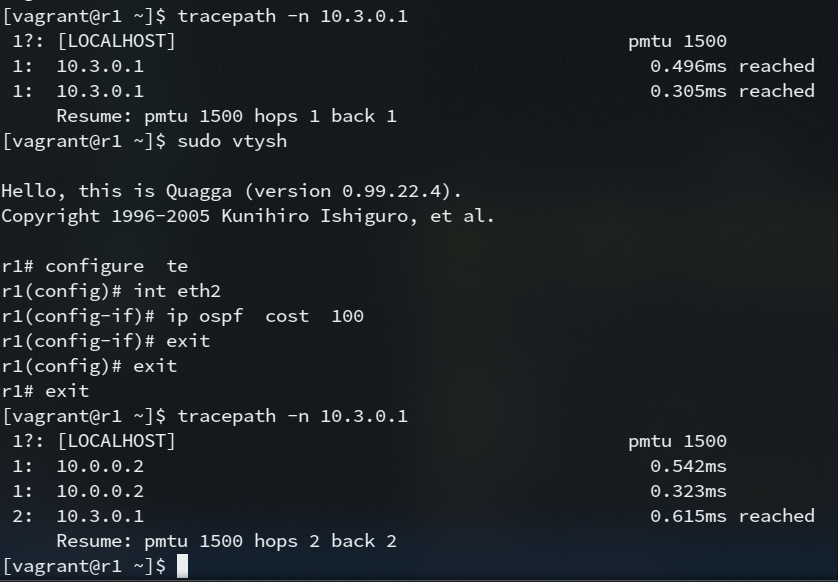 [vagrant@r1 ~]$ tracepath -n 10.3.0.1
 1?: [LOCALHOST]                                         pmtu 1500
 1:  10.3.0.1                                              0.496ms reached
 1:  10.3.0.1                                              0.305ms reached
     Resume: pmtu 1500 hops 1 back 1
[vagrant@r1 ~]$ sudo vtysh

Hello, this is Quagga (version 0.99.22.4).
Copyright 1996-2005 Kunihiro Ishiguro, et al.

r1# configure  te
r1(config)# int eth2
r1(config-if)# ip ospf  cost  100
r1(config-if)# exit
r1(config)# exit
r1# exit
[vagrant@r1 ~]$ tracepath -n 10.3.0.1
 1?: [LOCALHOST]                                         pmtu 1500
 1:  10.0.0.2                                              0.542ms
 1:  10.0.0.2                                              0.323ms
 2:  10.3.0.1                                              0.615ms reached
     Resume: pmtu 1500 hops 2 back 2
[vagrant@r1 ~]$